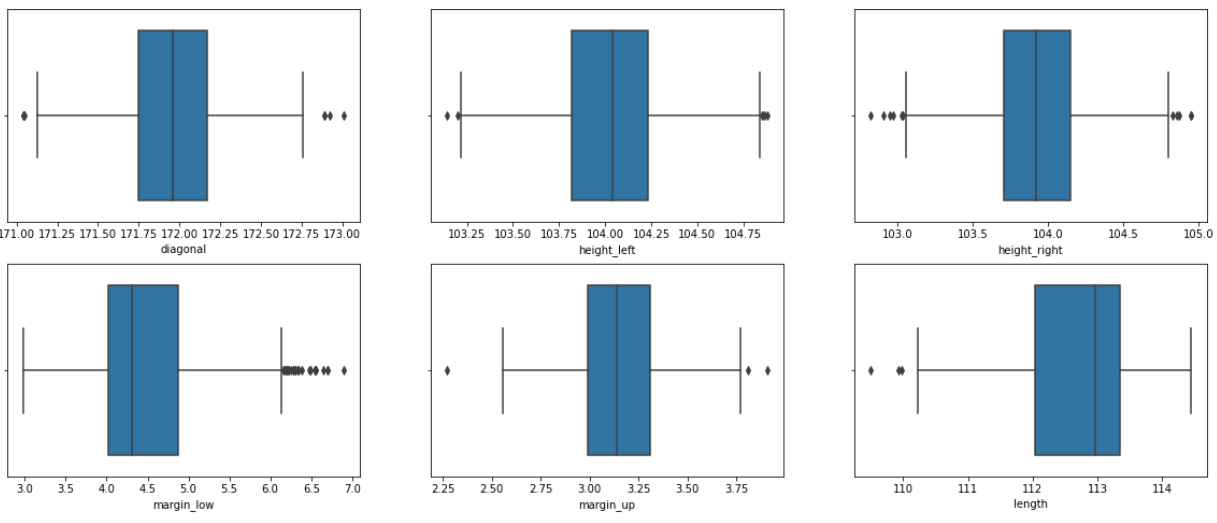 171.00 171.25 171.50 171.75 172.00 172.25 172.50 172.75 173.00
diagonal
103.25 103.50 103.75 104.00 104.25 104.50 104.75
height_left
103.0 103.5 104.0 104.5 105.0
height_right
3.0 3.5 4.0 4.5 5.0 5.5 6.0 6.5 7.0
margin_low
2.25 2.50 2.75 3.00 3.25 3.50 3.75
margin_up
110 111 112 113 114
length